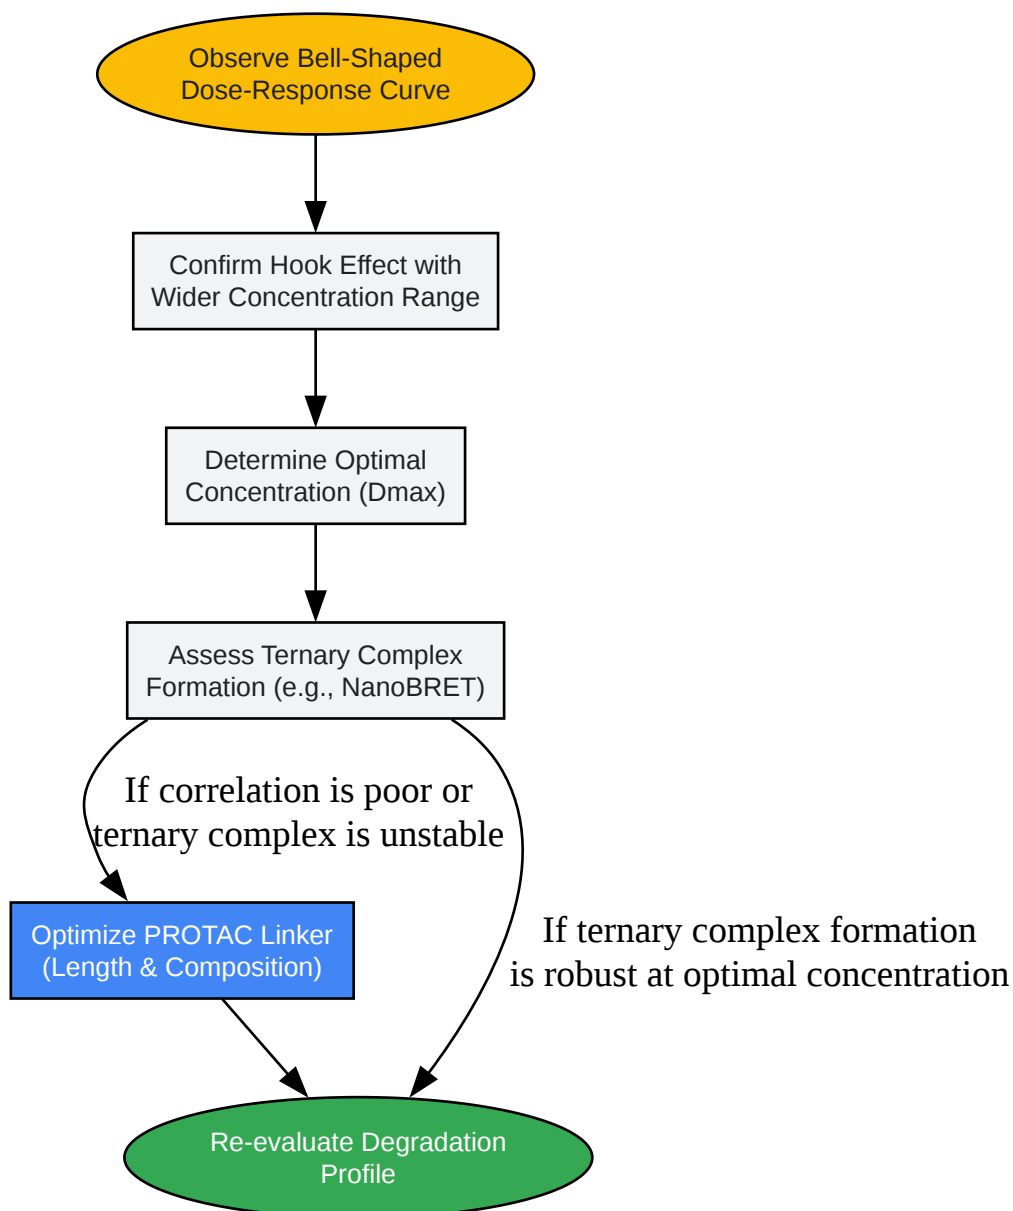 Observe Bell-Shaped
Dose-Response Curve
Confirm Hook Effect with
Wider Concentration Range
Determine Optimal
Concentration (Dmax)
Assess Ternary Complex
Formation (e.g., NanoBRET)
If correlation is poor or
ternary complex is unstable
Optimize PROTAC Linker
(Length & Composition)
If ternary complex formation
is robust at optimal concentration
Re-evaluate Degradation
Profile